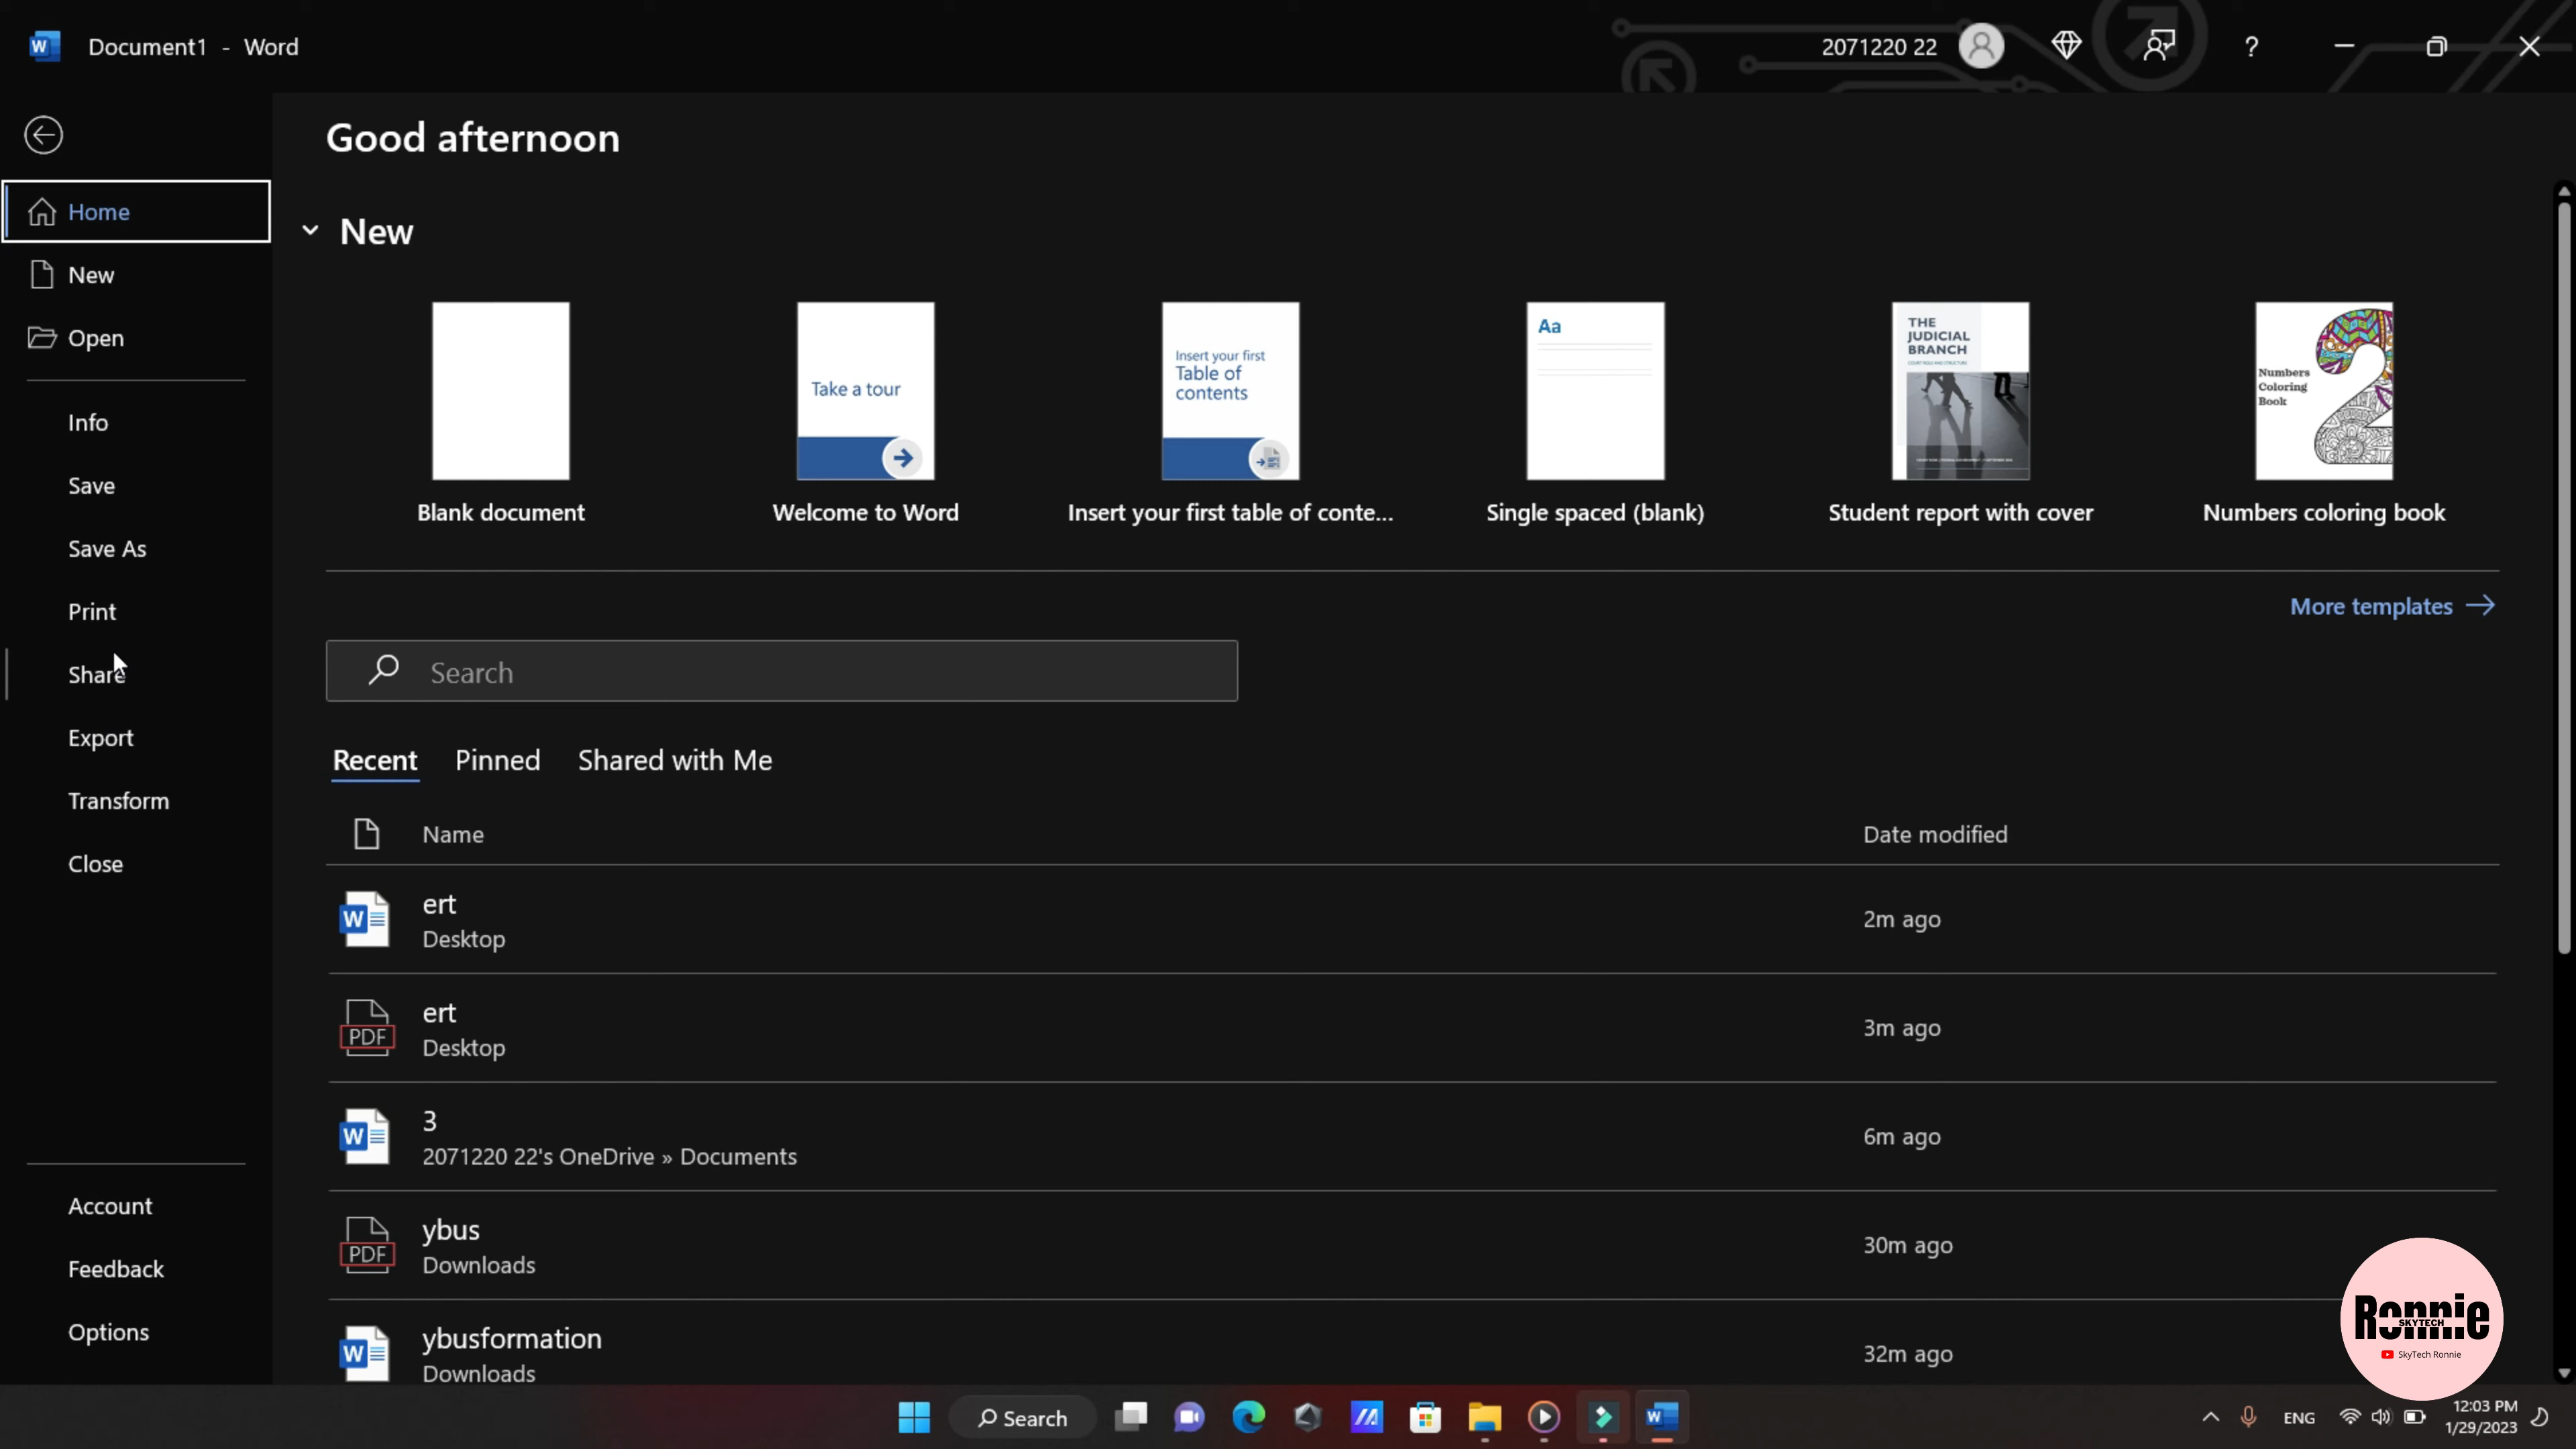 Document1 - Word
2071220 22
?
Good afternoon
Home
New
Open
Info
Save
Save As
Print
Share
Export
Transform
Close
Account
Feedback
Options
New
Take a tour
Insert your first
Table of
contents
Aa
THE
JUDICIAL
BRANCH
Numbers
Coloring
Book
Blank document
Welcome to Word
Insert your first table of conte...
Single spaced (blank)
Student report with cover
Numbers coloring book
More templates
Search
Recent Pinned Shared with Me
Name Date modified
W ert 2m ago
Desktop
PDF ert 3m ago
Desktop
W 3 6m ago
2071220 22's OneDrive » Documents
PDF ybus 30m ago
Downloads
W ybusformation 32m ago
Downloads
Ronnie
SKYTECH
SkyTech Ronnie
Search
ENG
12:03 PM
1/29/2023